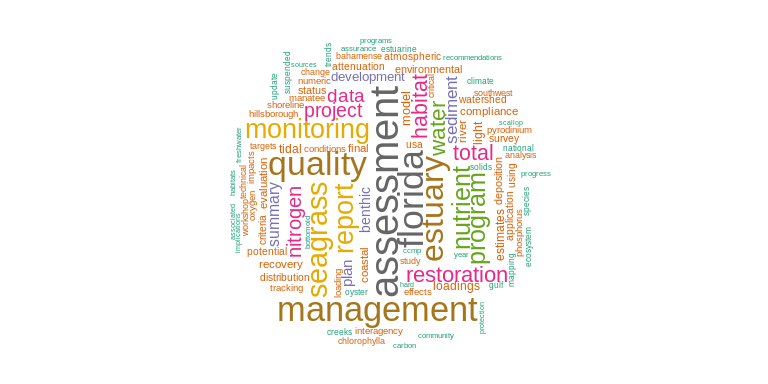 programs
assurance estuarine
trends
bahamense atmospheric recommendations
sources
suspended
attenuation environmental
change
numeric development
update
critical
climate
status
manatee data
habitat
southwest
shoreline project
model
watershed
hillsborough
compliance
assessment
water
sediment
scallop
monitoring
river
light
pyrodinium
survey
targets tidal conditions final usa total national
freshwater
analysis
quality
florida
estuary
nutrient
program
solids
progress
habitats
technical
impacts
evaluation
seagrass
report
benthic
deposition
using
species
associated
implications
workshop
oxygen
criteria
summary
nitrogen
bottom old
application
phosphorus
estimates
ecosystem
potential
plan
coastal
ccmp year
recovery
study
restoration
mapping
distribution
loading
hard
loadings gulf
tracking
oyster effects
management
protection
creeks interagency community
chlorophylla
carbon